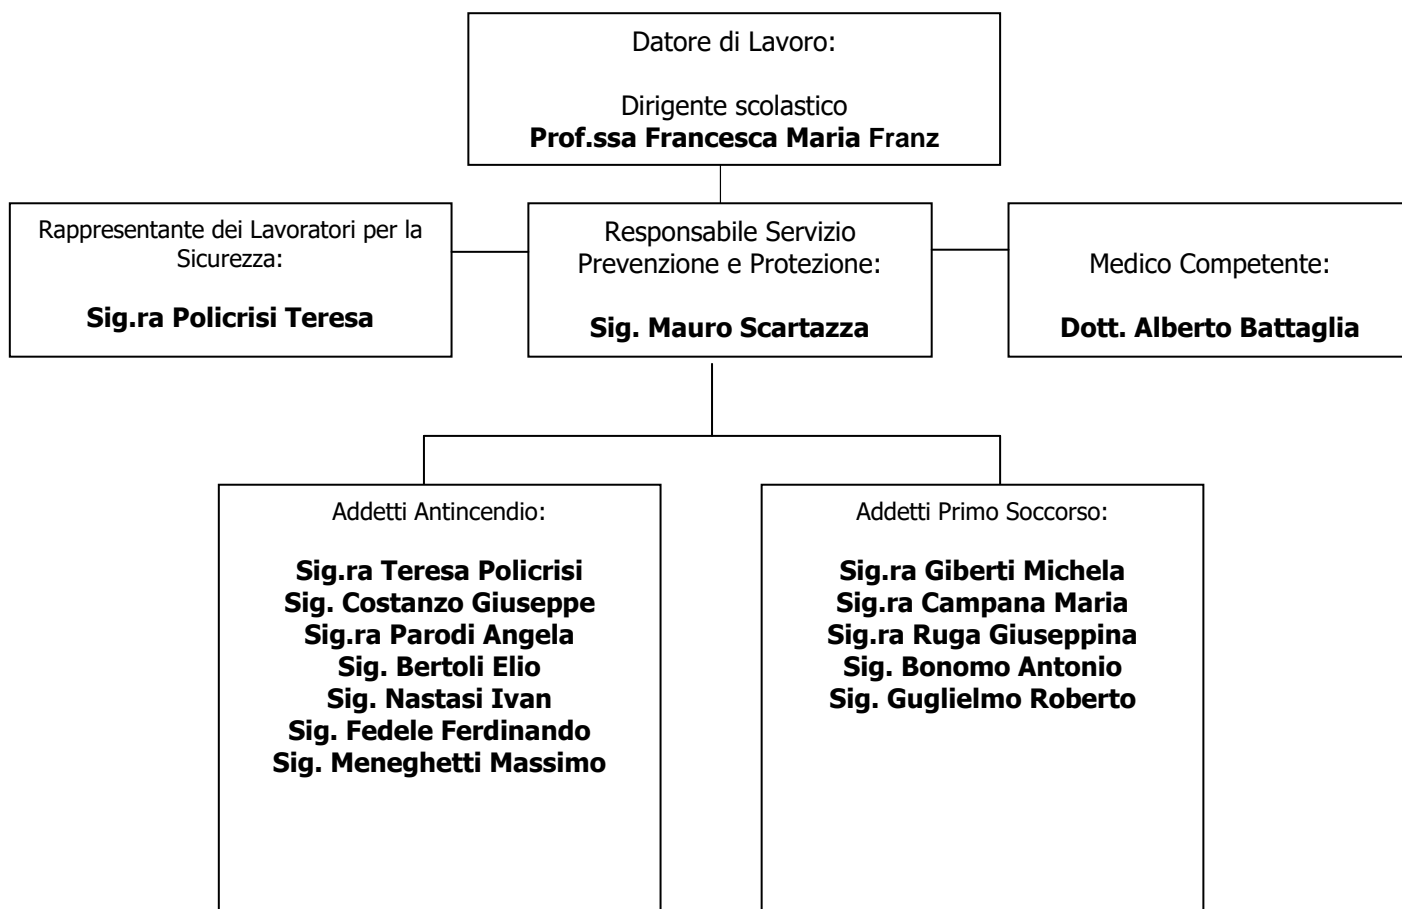 Datore di Lavoro:
Dirigente scolastico
Prof.ssa Francesca Maria Franz
Rappresentante dei Lavoratori per la
Sicurezza:
Sig.ra Policrisi Teresa
Responsabile Servizio
Prevenzione e Protezione:
Sig. Mauro Scartazza
Medico Competente:
Dott. Alberto Battaglia
Addetti Antincendio:
Sig.ra Teresa Policrisi
Sig. Costanzo Giuseppe
Sig.ra Parodi Angela
Sig. Bertoli Elio
Sig. Nastasi Ivan
Sig. Fedele Ferdinando
Sig. Meneghetti Massimo
Addetti Primo Soccorso:
Sig.ra Giberti Michela
Sig.ra Campana Maria
Sig.ra Ruga Giuseppina
Sig. Bonomo Antonio
Sig. Guglielmo Roberto